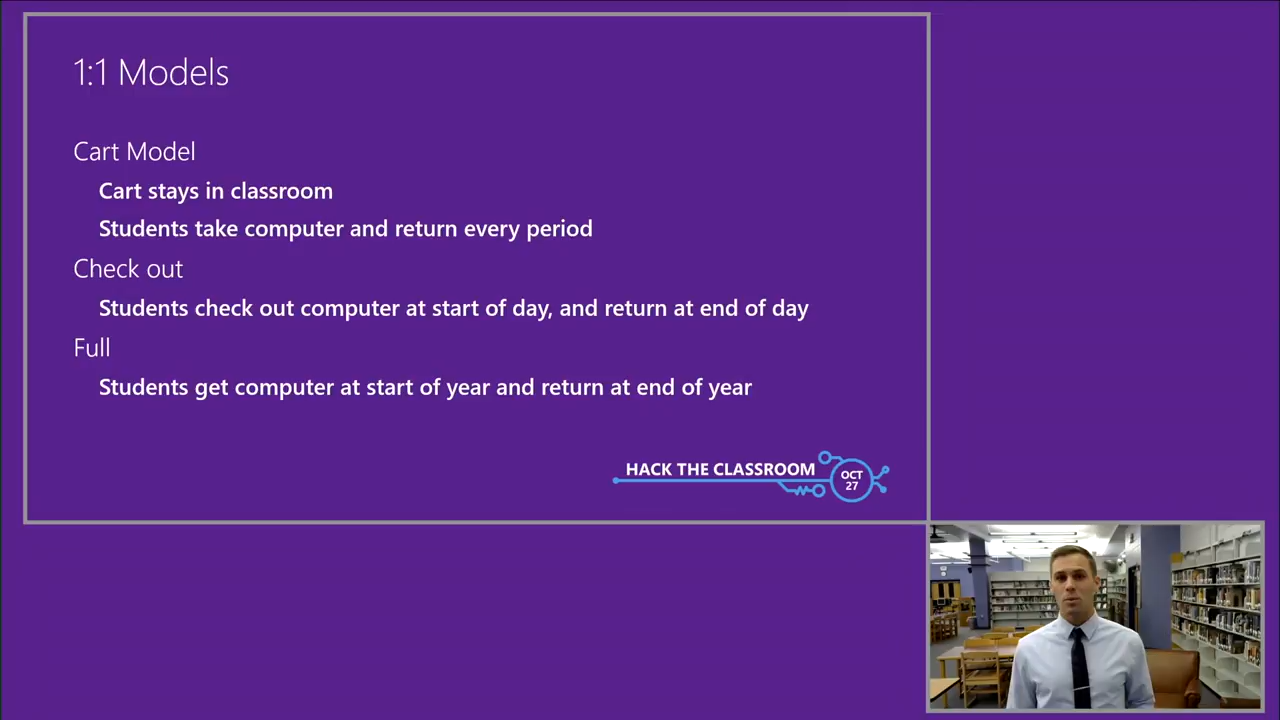 1:1 Models
Cart Model
Cart stays in classroom
Students take computer and return every period
Check out
Students check out computer at start of day, and return at end of day
Full
Students get computer at start of year and return at end of year
HACK THE CLASSROOM
OCT
27